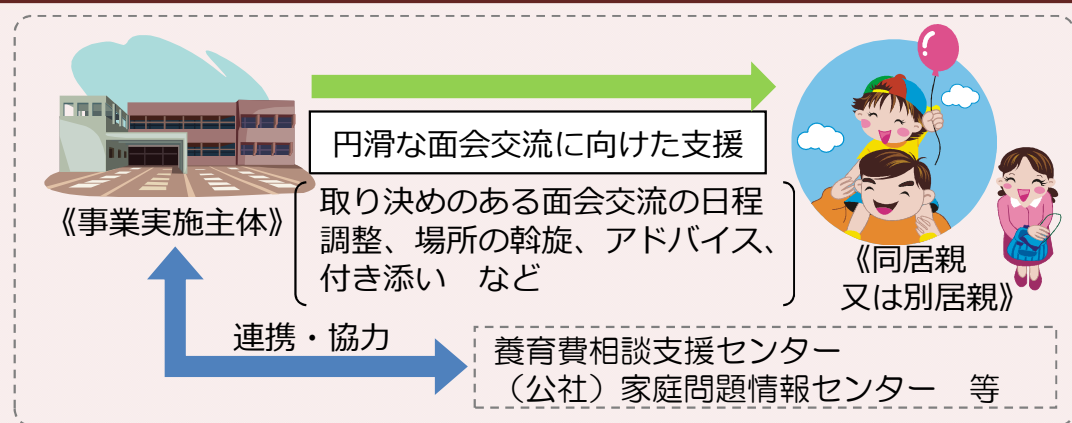 円滑な面会交流に向けた支援
取り決めのある面会交流の日程
調整、場所の斡旋、アドバイス、
付き添い　など
《事業実施主体》
《同居親
又は別居親》
連携・協力
養育費相談支援センター
（公社）家庭問題情報センター　等